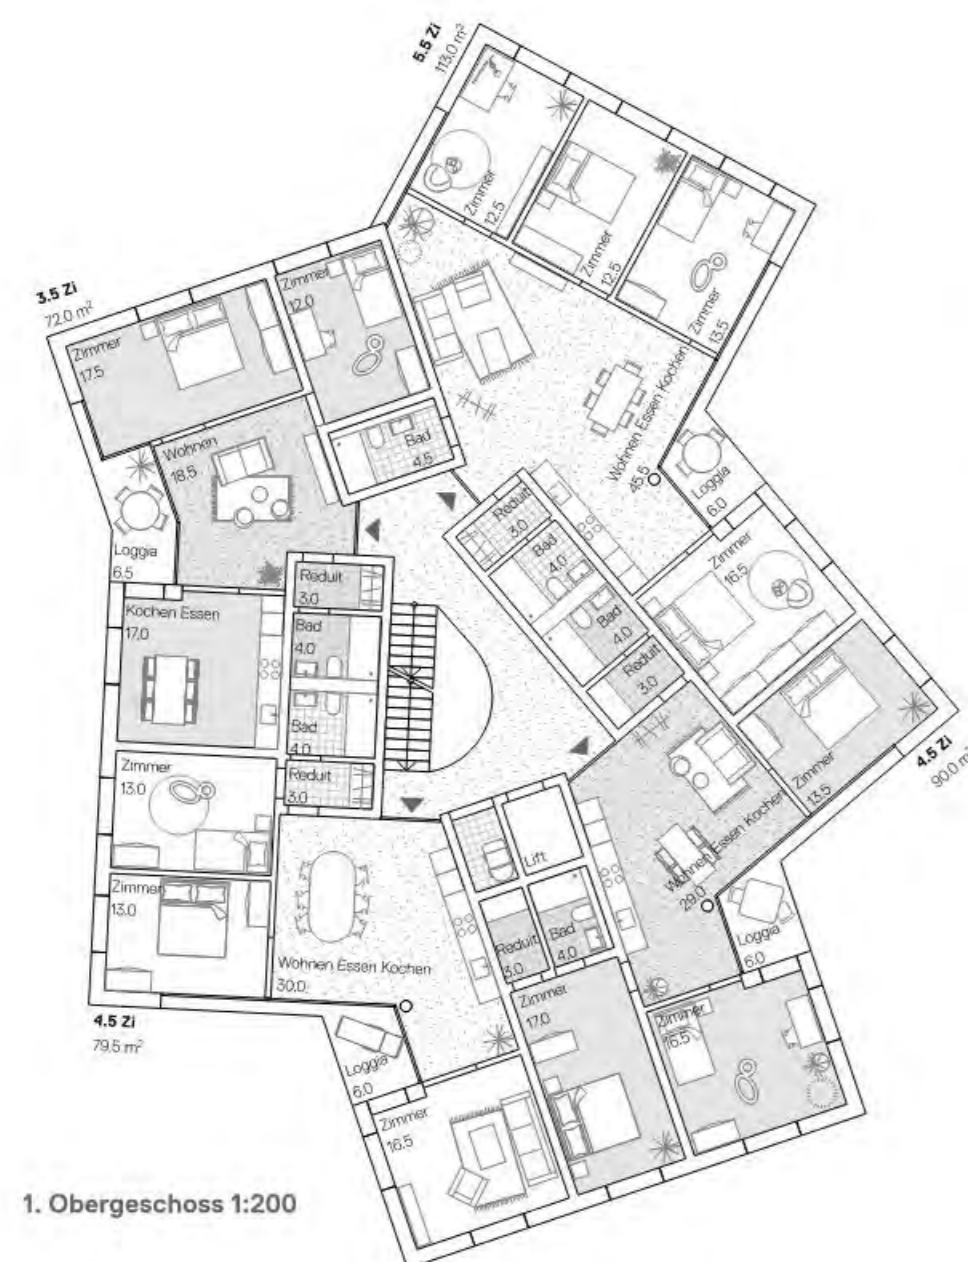 5.5 Zi
113.0 m²
Zimmer
12.5
Zimmer
12.5
Zimmer
13.5
3.5 Zi
72.0 m²
Zimmer
17.5
Zimmer
12.0
Bad
4.5
Wohnen
18.5
Wohnen Essen Kochen
45.5
Loggia
6.0
Loggia
6.5
Reduit
3.0
Bad
4.0
Zimmer
16.5
Kochen Essen
17.0
Reduit
3.0
Bad
4.0
Bad
4.0
Reduit
3.0
Bad
4.0
Reduit
3.0
Zimmer
13.0
Zimmer
13.5
4.5 Zi
90.0 m²
Wohnen Essen Kochen
29.0
Lift
Zimmer
13.0
Wohnen Essen Kochen
30.0
Reduit
3.0
Bad
4.0
Loggia
6.0
4.5 Zi
79.5 m²
Zimmer
17.0
Zimmer
16.5
Loggia
6.0
Zimmer
16.5
1. Obergeschoss 1:200